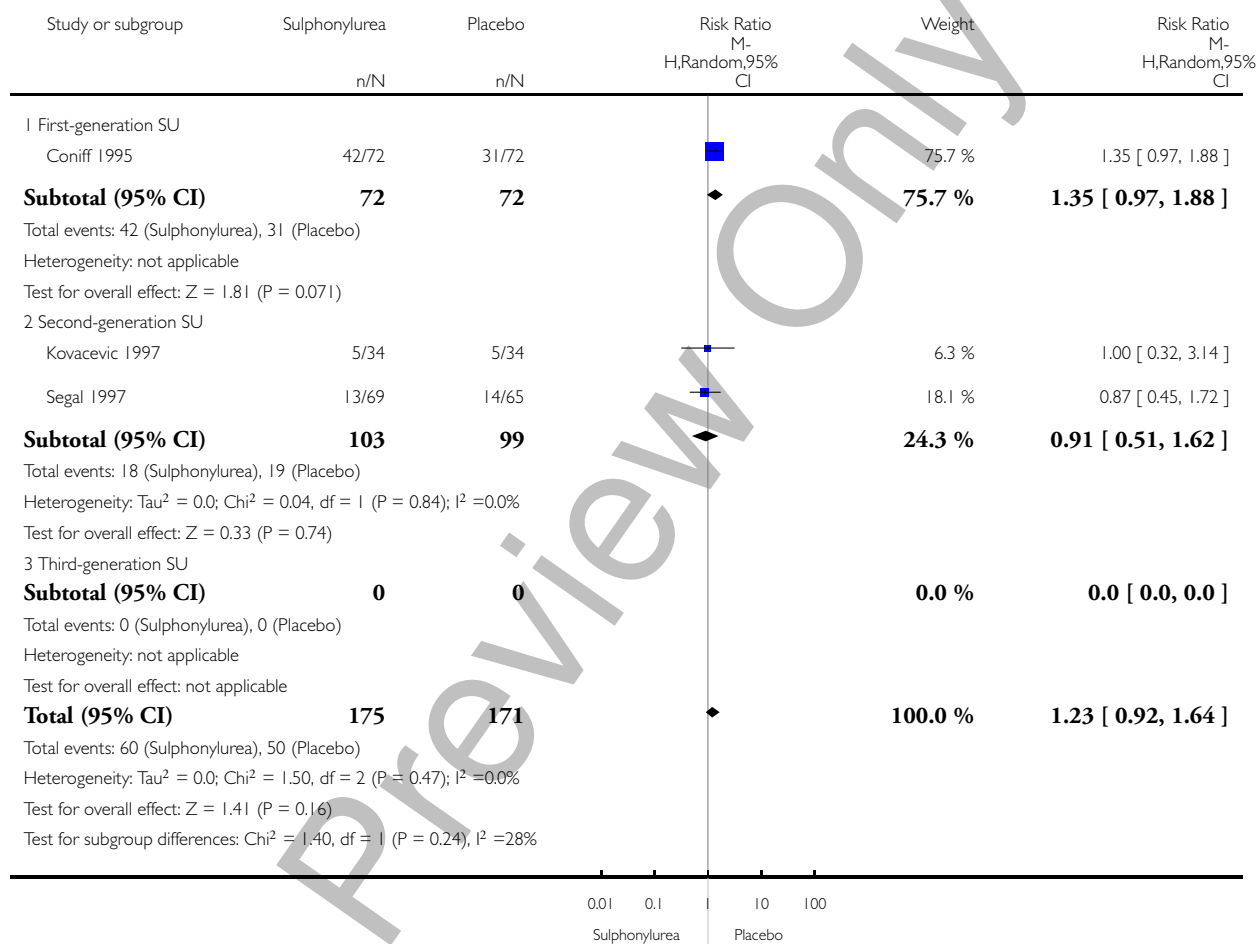 Study or subgroup Sulphonylurea Placebo Risk Ratio Weight Risk Ratio
M- M-
H,Random,95% H,Random,95%
n/N n/N CI CI
1 First-generation SU
Coniff 1995 42/72 31/72 75.7 % 1.35 [ 0.97, 1.88 ]
Subtotal (95% CI) 72 72 75.7 % 1.35 [ 0.97, 1.88 ]
Total events: 42 (Sulphonylurea), 31 (Placebo)
Heterogeneity: not applicable
Test for overall effect: Z = 1.81 (P = 0.071)
2 Second-generation SU
Kovacevic 1997 5/34 5/34 6.3 % 1.00 [ 0.32, 3.14 ]
Segal 1997 13/69 14/65 18.1 % 0.87 [ 0.45, 1.72 ]
Subtotal (95% CI) 103 99 24.3 % 0.91 [ 0.51, 1.62 ]
Total events: 18 (Sulphonylurea), 19 (Placebo)
Heterogeneity: Tau² = 0.0; Chi² = 0.04, df = 1 (P = 0.84); I² =0.0%
Test for overall effect: Z = 0.33 (P = 0.74)
3 Third-generation SU
Subtotal (95% CI) 0 0 0.0 % 0.0 [ 0.0, 0.0 ]
Total events: 0 (Sulphonylurea), 0 (Placebo)
Heterogeneity: not applicable
Test for overall effect: not applicable
Total (95% CI) 175 171 100.0 % 1.23 [ 0.92, 1.64 ]
Total events: 60 (Sulphonylurea), 50 (Placebo)
Heterogeneity: Tau² = 0.0; Chi² = 1.50, df = 2 (P = 0.47); I² =0.0%
Test for overall effect: Z = 1.41 (P = 0.16)
Test for subgroup differences: Chi² = 1.40, df = 1 (P = 0.24), I² =28%
0.01 0.1 1 10 100
Sulphonylurea Placebo
Preview Only